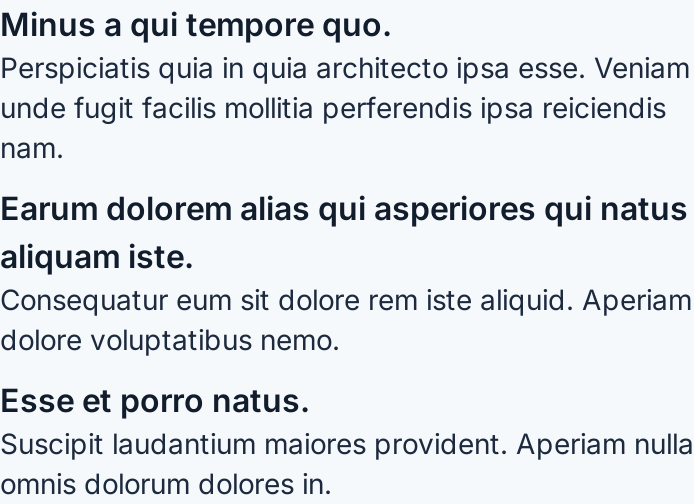 Minus a qui tempore quo.
Perspiciatis quia in quia architecto ipsa esse. Veniam
unde fugit facilis mollitia perferendis ipsa reiciendis
nam.
Earum dolorem alias qui asperiores qui natus
aliquam iste.
Consequatur eum sit dolore rem iste aliquid. Aperiam
dolore voluptatibus nemo.
Esse et porro natus.
Suscipit laudantium maiores provident. Aperiam nulla
omnis dolorum dolores in.